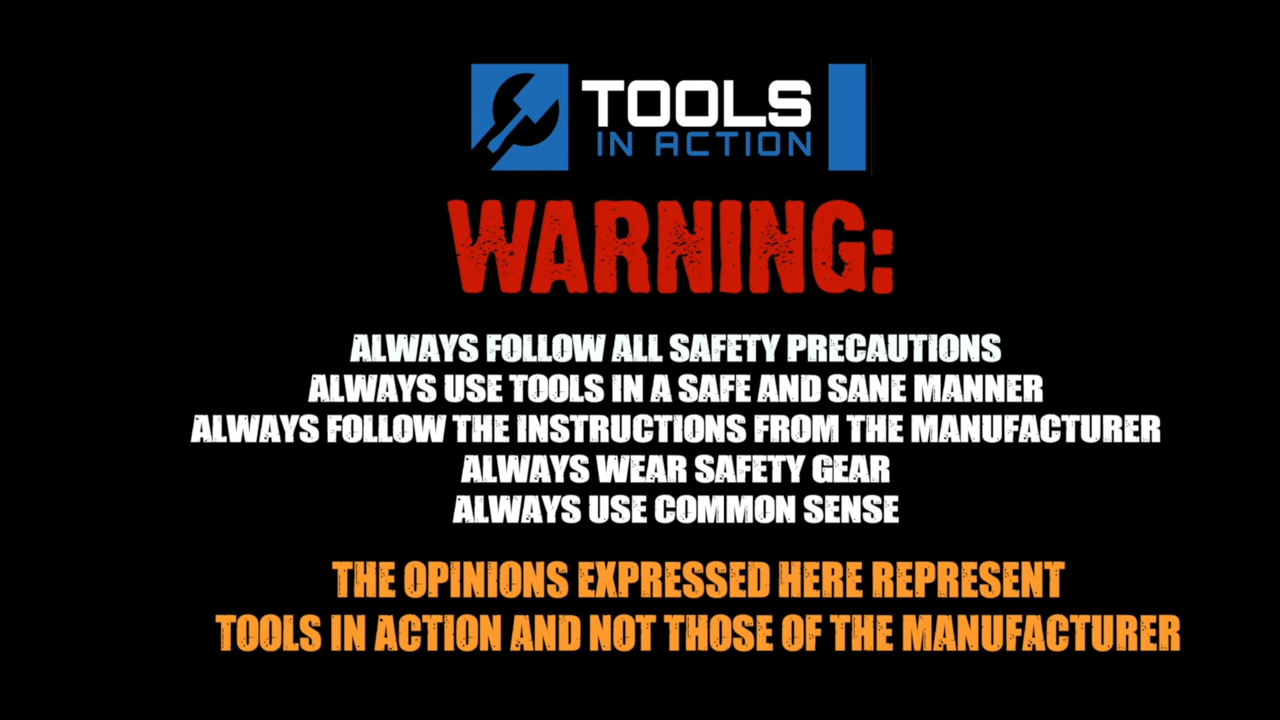 TOOLS
IN ACTION
WARNING:
ALWAYS FOLLOW ALL SAFETY PRECAUTIONS
ALWAYS USE TOOLS IN A SAFE AND SANE MANNER
ALWAYS FOLLOW THE INSTRUCTIONS FROM THE MANUFACTURER
ALWAYS WEAR SAFETY GEAR
ALWAYS USE COMMON SENSE
THE OPINIONS EXPRESSED HERE REPRESENT
TOOLS IN ACTION AND NOT THOSE OF THE MANUFACTURER